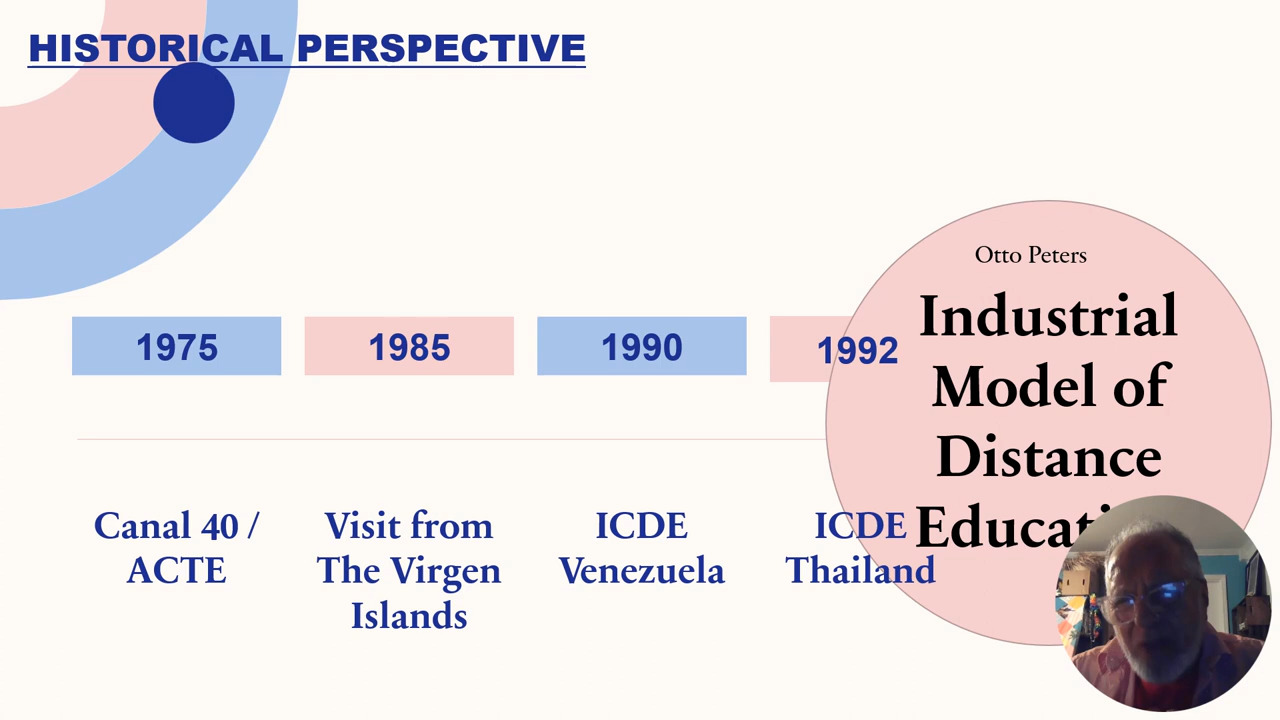 HISTORICAL PERSPECTIVE
1975
1985
1990
1992
Canal 40 /
ACTE
Visit from
The Virgen
Islands
ICDE
Venezuela
ICDE
Thailand
Otto Peters
Industrial
Model of
Distance